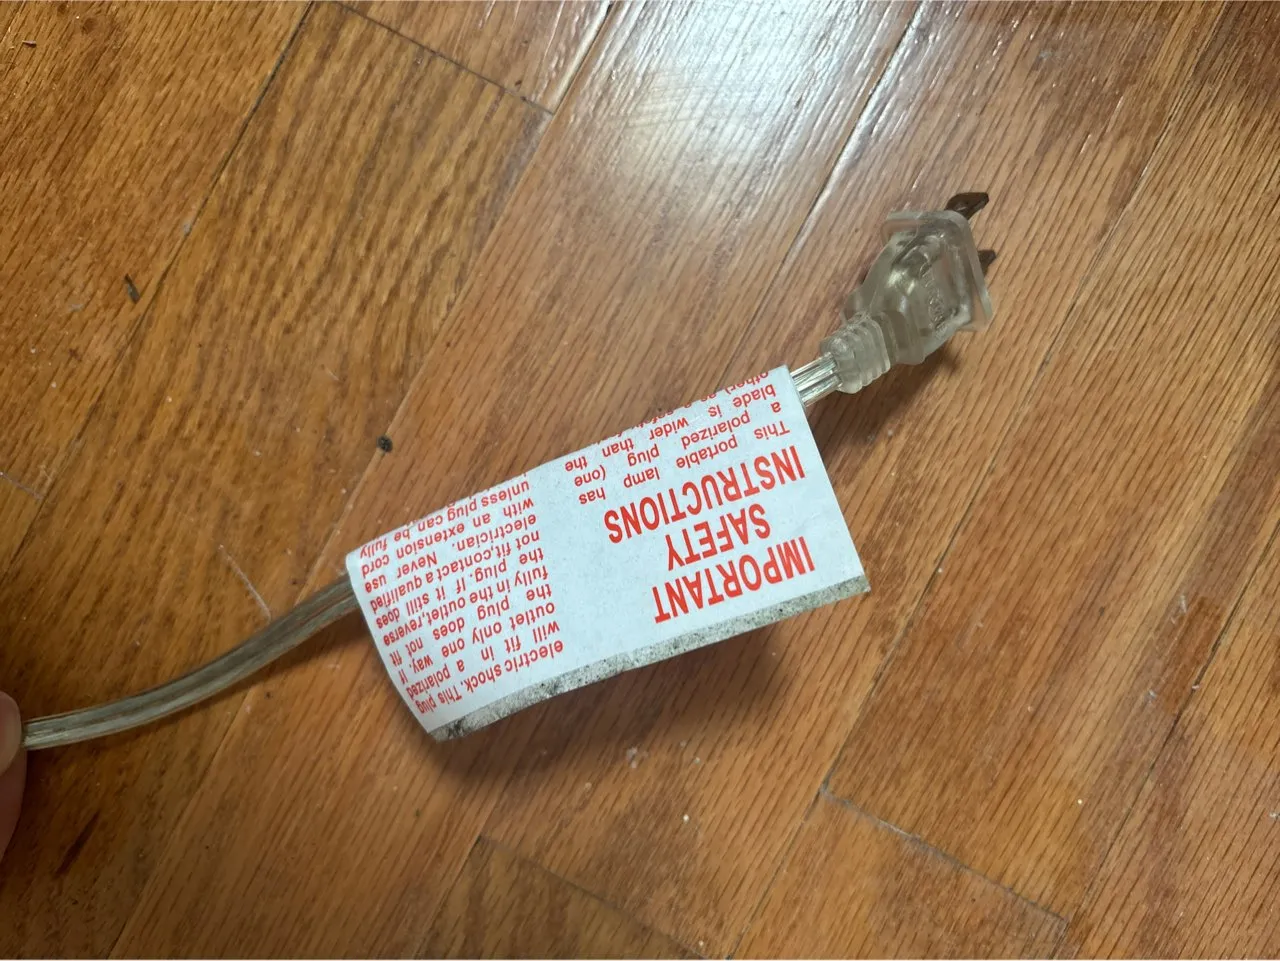 IMPORTANT
SAFETY
INSTRUCTIONS
This portable lamp has
a polarized plug (one
blade is wider than the
other) as a
electric shock. This plug
will fit in a polarized
outlet only one way. If
the plug does not fit
fully in the outlet,reverse
the plug. If it still does
not fit,contact a qualified
electrician. Never use
with an extension cord
unless plug can be fully